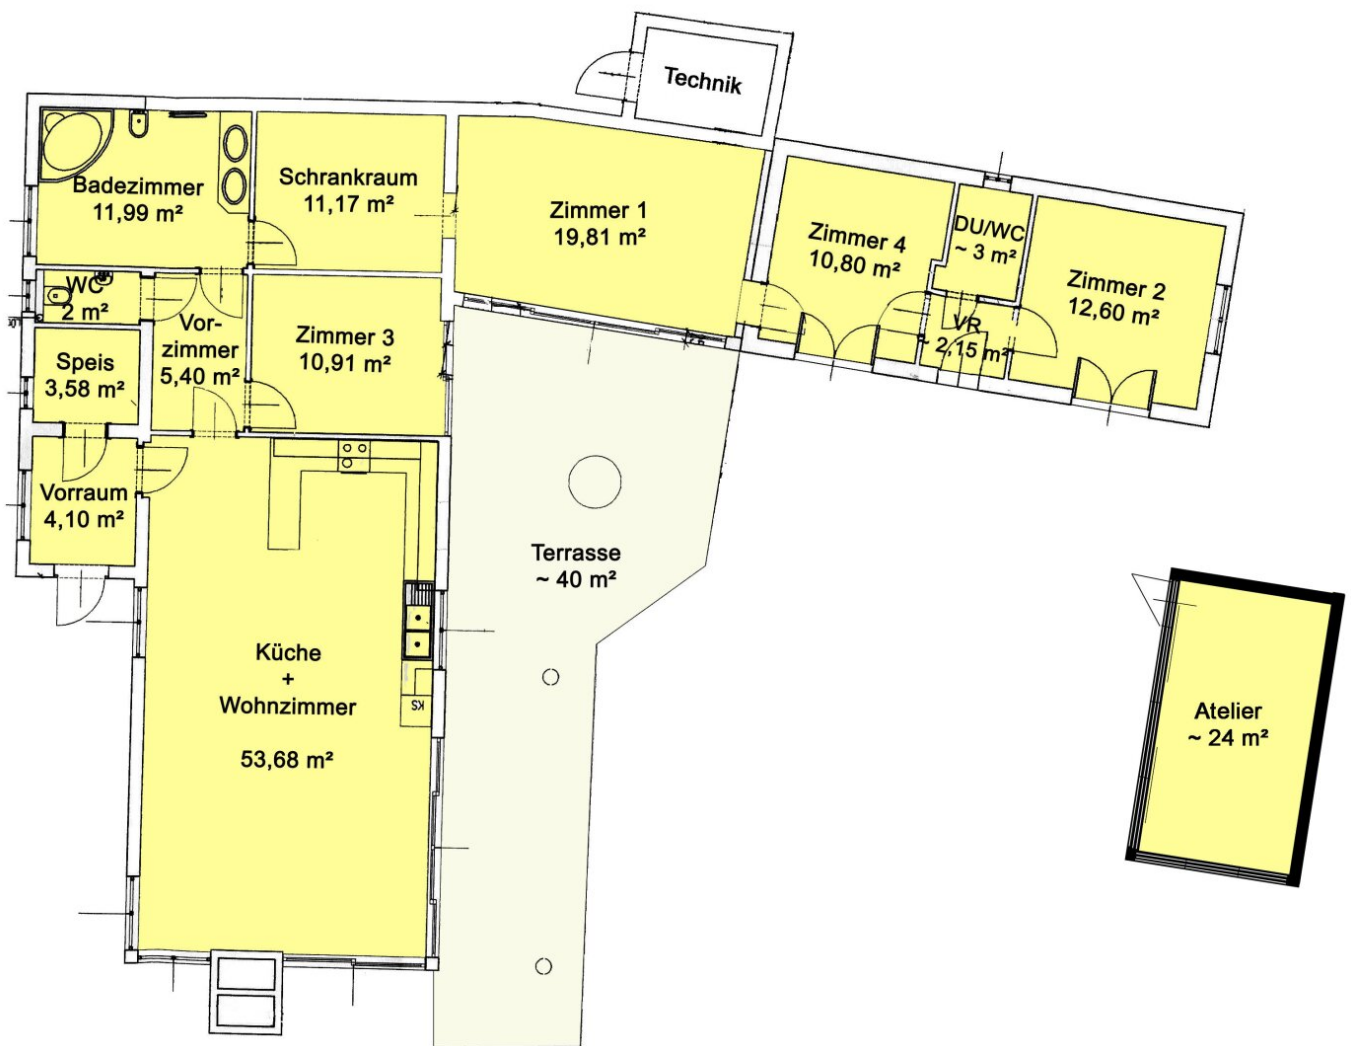 Technik
Badezimmer
11,99 m²
Schrankraum
11,17 m²
Zimmer 1
19,81 m²
Zimmer 4
10,80 m²
DU/WC
~ 3 m²
Zimmer 2
12,60 m²
WC
2 m²
Vor-
zimmer
5,40 m²
Zimmer 3
10,91 m²
VR
~ 2,15 m²
Speis
3,58 m²
Vorraum
4,10 m²
Terrasse
~ 40 m²
Küche
+
Wohnzimmer
53,68 m²
KS
Atelier
~ 24 m²